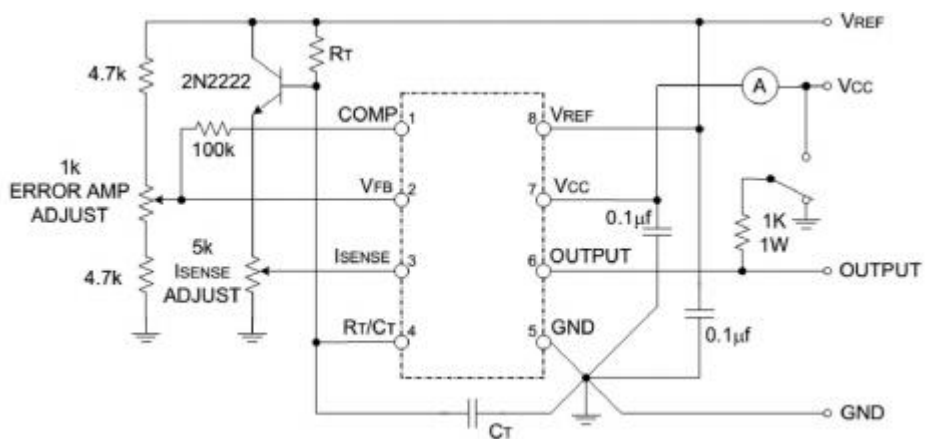 VREF
RT
4.7k
2N2222
A
VCC
COMP
1
8
VREF
100k
1k
ERROR AMP
ADJUST
VFB
2
7
VCC
0.1µf
1K
1W
5k
ISENSE
ADJUST
ISENSE
3
6
OUTPUT
OUTPUT
4.7k
RT/CT
4
5
GND
0.1µf
CT
GND